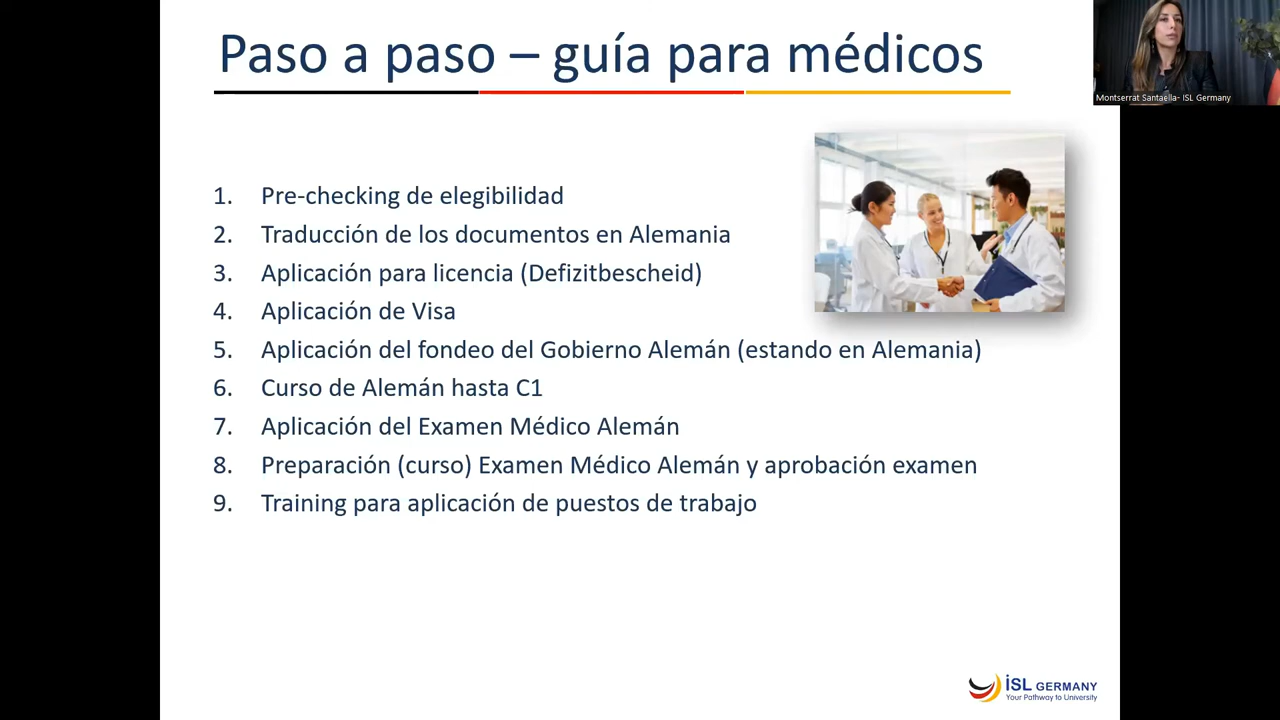 Paso a paso – guía para médicos
Montserrat Santaella- ISL Germany
1. Pre-checking de elegibilidad
2. Traducción de los documentos en Alemania
3. Aplicación para licencia (Defizitbescheid)
4. Aplicación de Visa
5. Aplicación del fondeo del Gobierno Alemán (estando en Alemania)
6. Curso de Alemán hasta C1
7. Aplicación del Examen Médico Alemán
8. Preparación (curso) Examen Médico Alemán y aprobación examen
9. Training para aplicación de puestos de trabajo
iSL GERMANY
Your Pathway to University